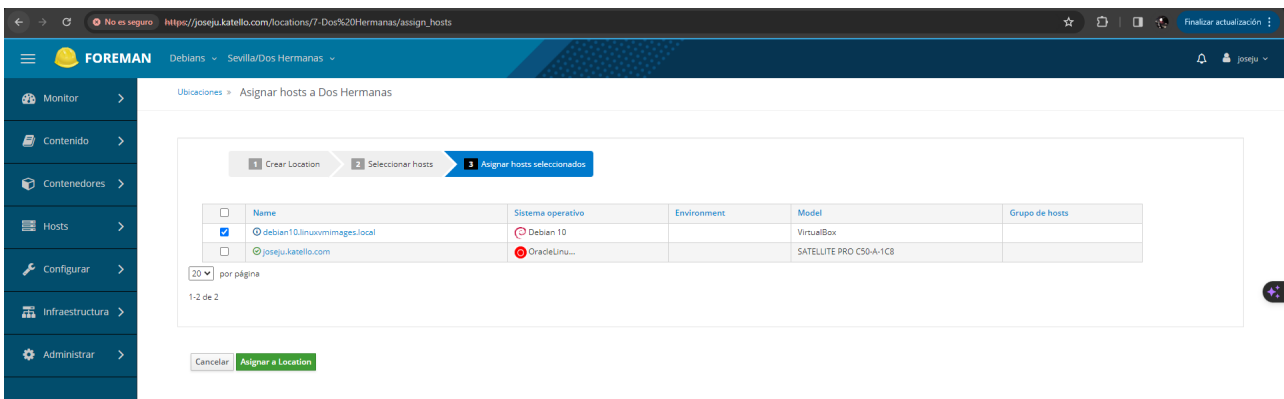 No es seguro https://joseju.katello.com/locations/7-Dos%20Hermanas/assign_hosts Finalizar actualización
FOREMAN Debians Sevilla/Dos Hermanas joseju
Ubicaciones » Asignar hosts a Dos Hermanas
Monitor
Contenido
Contenedores
Hosts
Configurar
Infraestructura
Administrar
1 Crear Location 2 Seleccionar hosts 3 Asignar hosts seleccionados
Name Sistema operativo Environment Model Grupo de hosts
debian10.linuxvmimages.local Debian 10 VirtualBox
joseju.katello.com OracleLinu... SATELLITE PRO C50-A-1C8
20 por página
1-2 de 2
Cancelar Asignar a Location